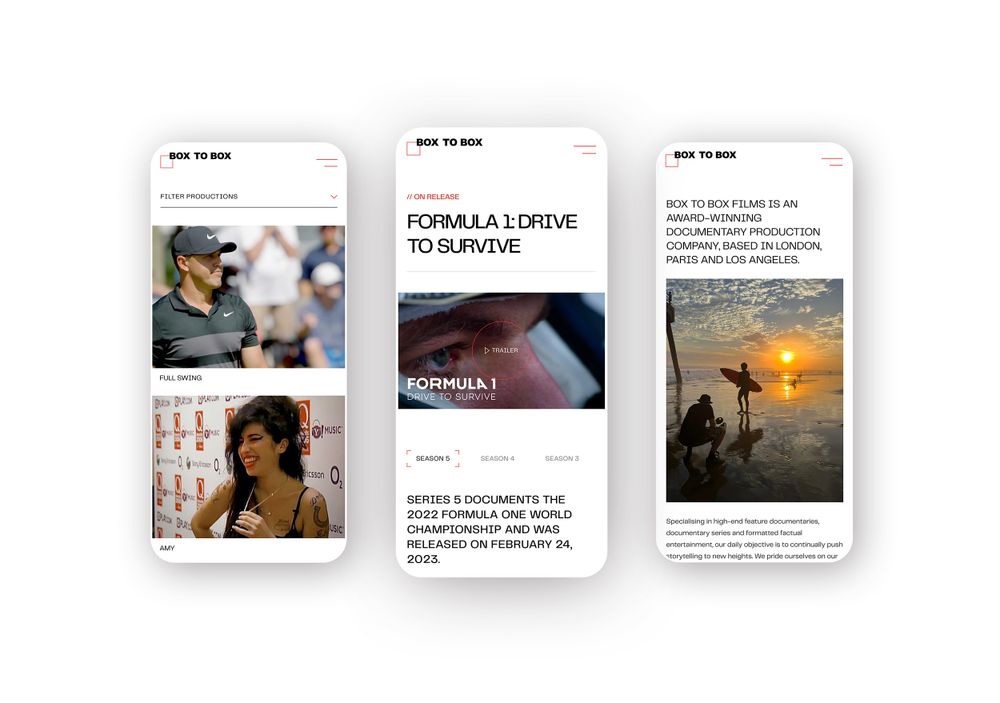 BOX TO BOX
FILTER PRODUCTIONS
FULL SWING
Q
MUSIC
Sony Ericsson
O2
AMY
BOX TO BOX
// ON RELEASE
FORMULA 1: DRIVE
TO SURVIVE
TRAILER
FORMULA 1
DRIVE TO SURVIVE
SEASON 5
SEASON 4
SEASON 3
SERIES 5 DOCUMENTS THE
2022 FORMULA ONE WORLD
CHAMPIONSHIP AND WAS
RELEASED ON FEBRUARY 24,
2023.
BOX TO BOX
BOX TO BOX FILMS IS AN
AWARD-WINNING
DOCUMENTARY PRODUCTION
COMPANY, BASED IN LONDON,
PARIS AND LOS ANGELES.
Specialising in high-end feature documentaries,
documentary series and formatted factual
entertainment, our daily objective is to continually push
storytelling to new heights. We pride ourselves on our